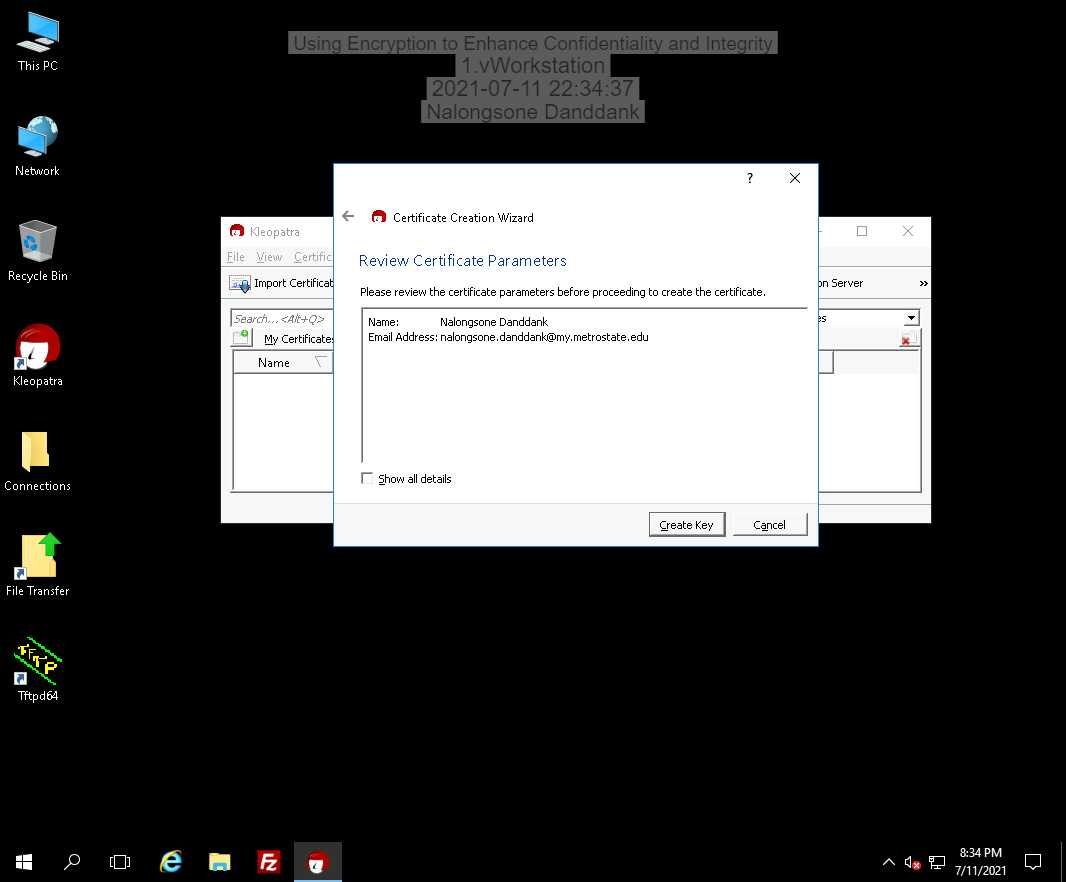 Using Encryption to Enhance Confidentiality and Integrity
1.vWorkstation
2021-07-11 22:34:37
Nalongsone Danddank
This PC
Network
Recycle Bin
Kleopatra
Connections
File Transfer
Tftpd64
Kleopatra
File View Certific
Import Certificat
on Server »
Search...<Alt+Q>
es
My Certificates
Name
? 
Certificate Creation Wizard
Review Certificate Parameters
Please review the certificate parameters before proceeding to create the certificate.
Name: Nalongsone Danddank
Email Address: nalongsone.danddank@my.metrostate.edu
Show all details
Create Key Cancel
8:34 PM
7/11/2021